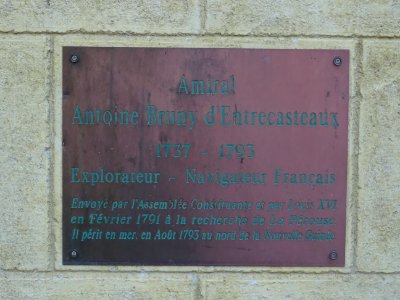 Amiral
Antoine Bruny d'Entrecasteaux
1737 - 1793
Explorateur - Navigateur Français
Envoyé par l'Assemblée Constituante et par Louis XVI
en Février 1791 à la recherche de La Pérouse
Il périt en mer, en Août 1793 au nord de la Nouvelle Guinée